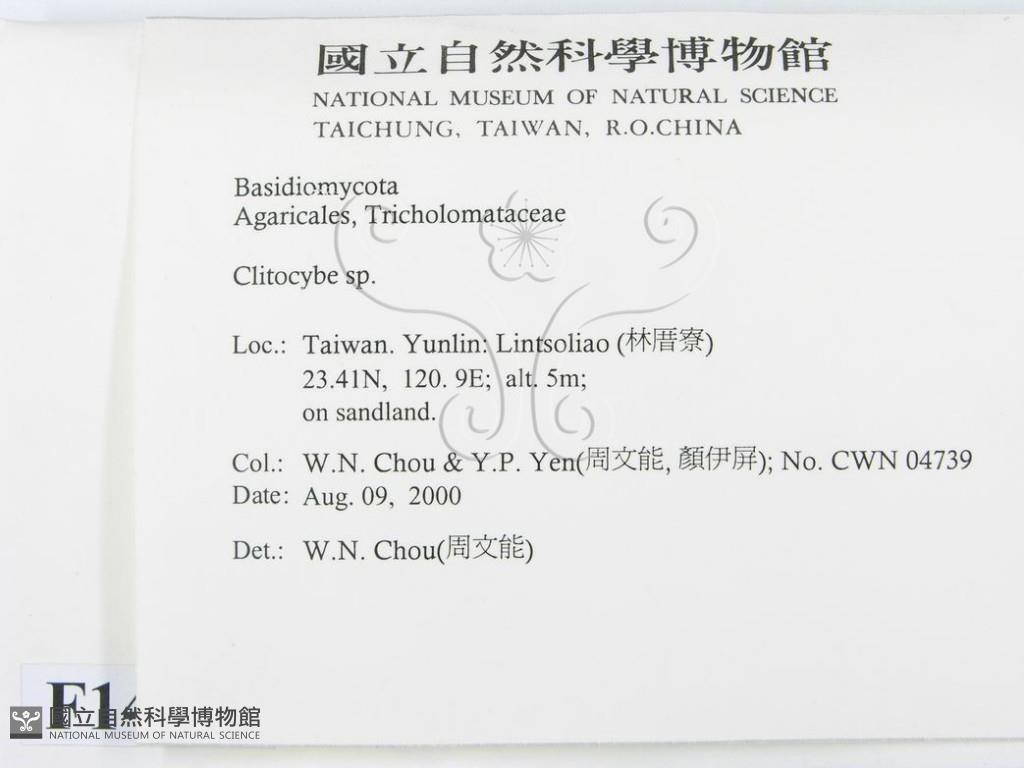 國立自然科學博物館
NATIONAL MUSEUM OF NATURAL SCIENCE
TAICHUNG, TAIWAN, R.O.CHINA
Basidiomycota
Agaricales, Tricholomataceae
Clitocybe sp.
Loc.: Taiwan. Yunlin: Lintsoliao (林厝寮)
23.41N, 120. 9E; alt. 5m;
on sandland.
Col.: W.N. Chou & Y.P. Yen(周文能, 顏伊屏); No. CWN 04739
Date: Aug. 09, 2000
Det.: W.N. Chou(周文能)
F14
國立自然科學博物館
NATIONAL MUSEUM OF NATURAL SCIENCE